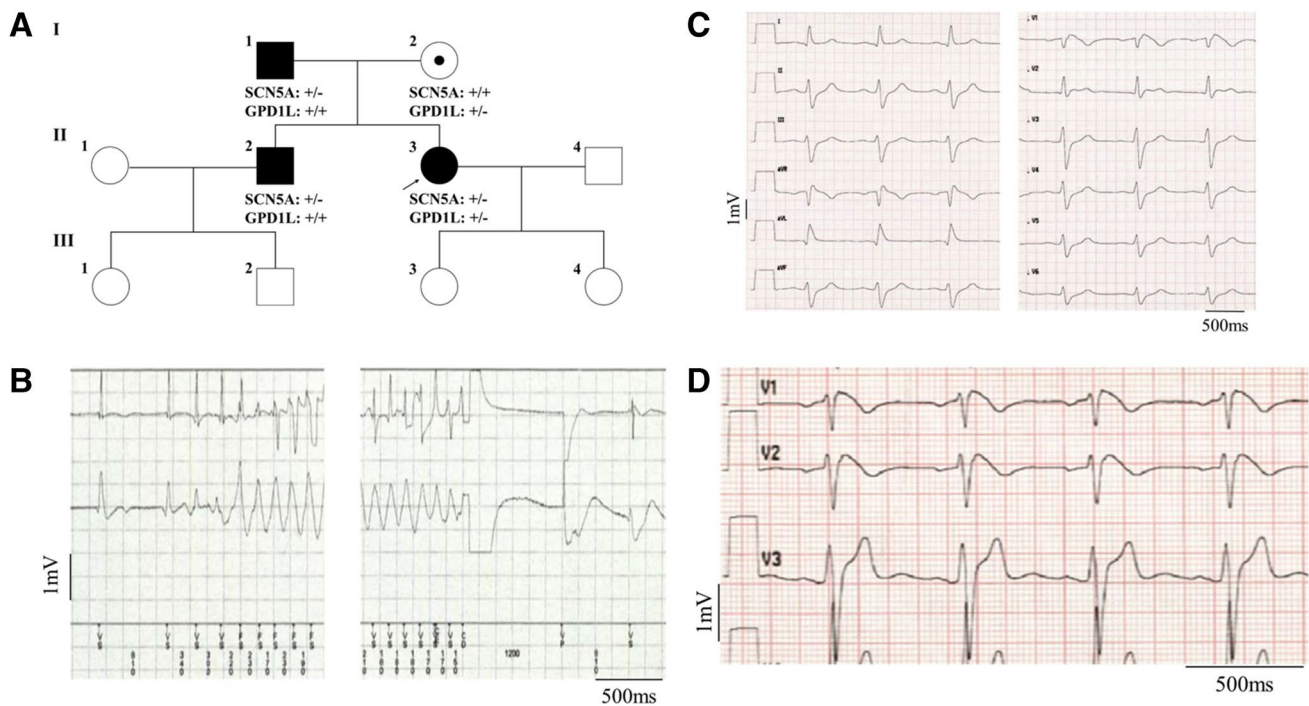 A
I
1
2
SCN5A: +/-
GPD1L: +/+
SCN5A: +/+
GPD1L: +/-
II
1
2
3
4
SCN5A: +/-
GPD1L: +/+
SCN5A: +/-
GPD1L: +/-
III
1
2
3
4
B
1mV
1200
500ms
C
I
II
III
aVR
aVL
aVF
V1
V2
V3
V4
V5
V6
1mV
500ms
D
V1
V2
V3
1mV
500ms